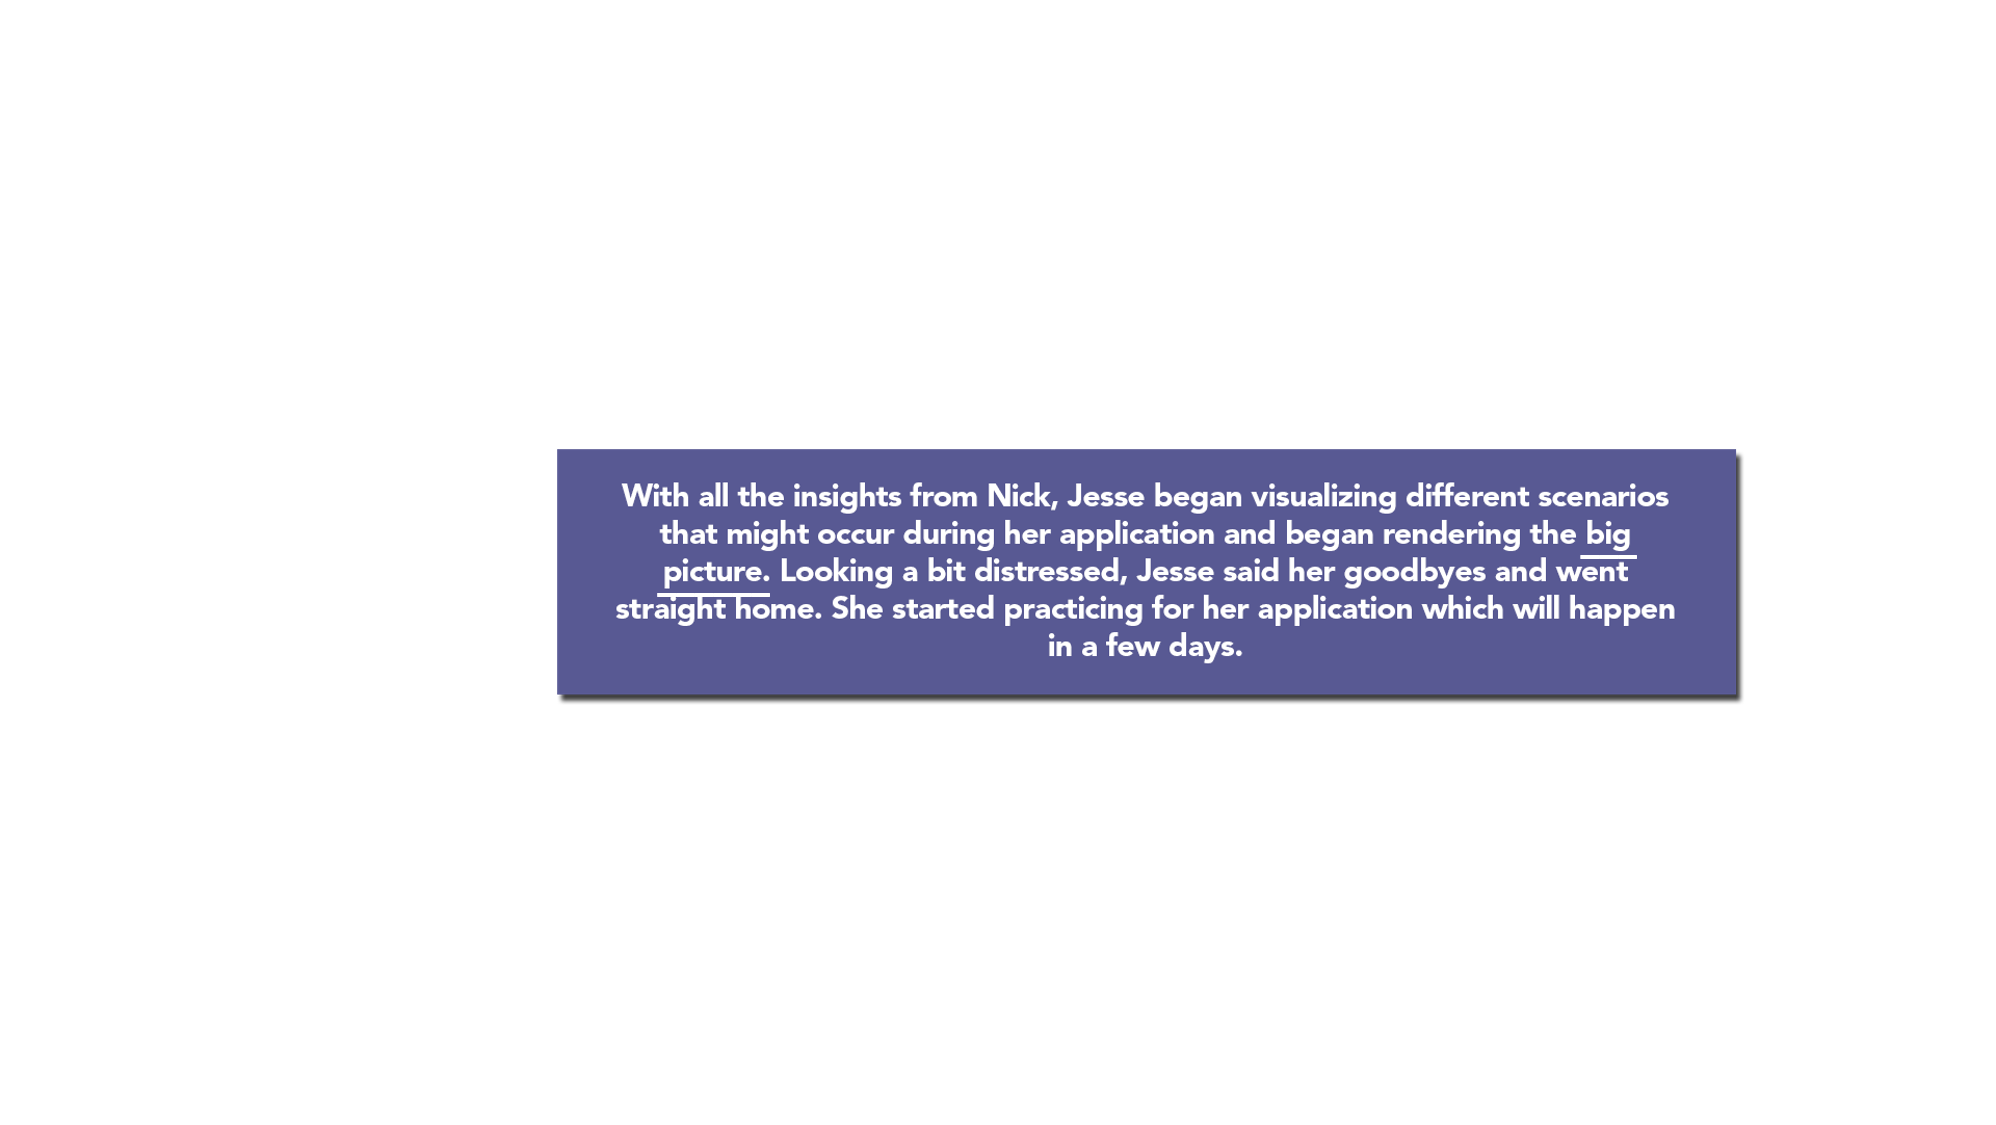 With all the insights from Nick, Jesse began visualizing different scenarios
that might occur during her application and began rendering the big
picture. Looking a bit distressed, Jesse said her goodbyes and went
straight home. She started practicing for her application which will happen
in a few days.